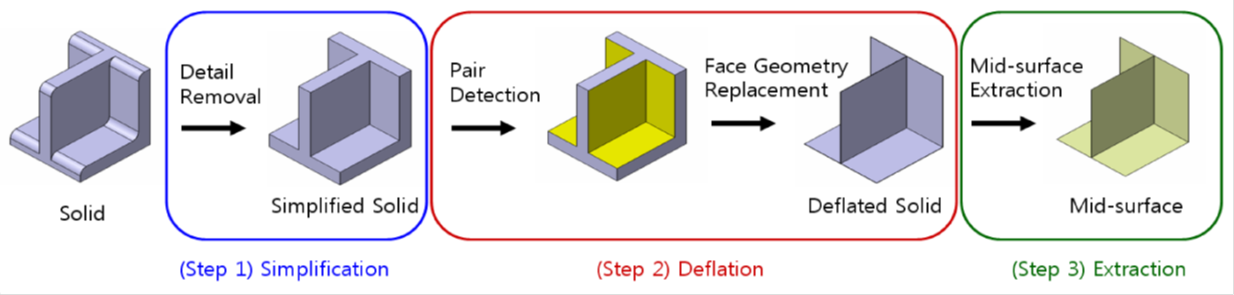 Solid
Detail
Removal
Simplified Solid
(Step 1) Simplification
Pair
Detection
Face Geometry
Replacement
Deflated Solid
(Step 2) Deflation
Mid-surface
Extraction
Mid-surface
(Step 3) Extraction